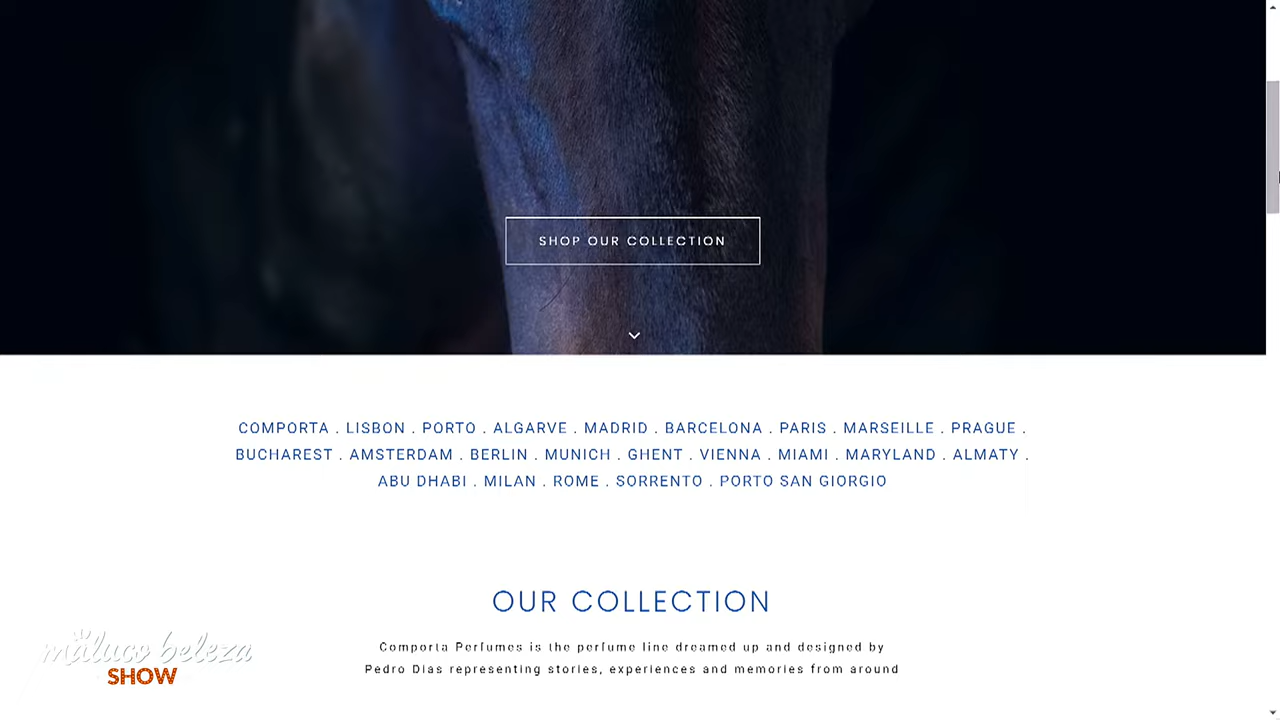 SHOP OUR COLLECTION
COMPORTA . LISBON . PORTO . ALGARVE . MADRID . BARCELONA . PARIS . MARSEILLE . PRAGUE .
BUCHAREST . AMSTERDAM . BERLIN . MUNICH . GHENT . VIENNA . MIAMI . MARYLAND . ALMATY .
ABU DHABI . MILAN . ROME . SORRENTO . PORTO SAN GIORGIO
OUR COLLECTION
Comporta Perfumes is the perfume line dreamed up and designed by
Pedro Dias representing stories, experiences and memories from around
maluco beleza
SHOW